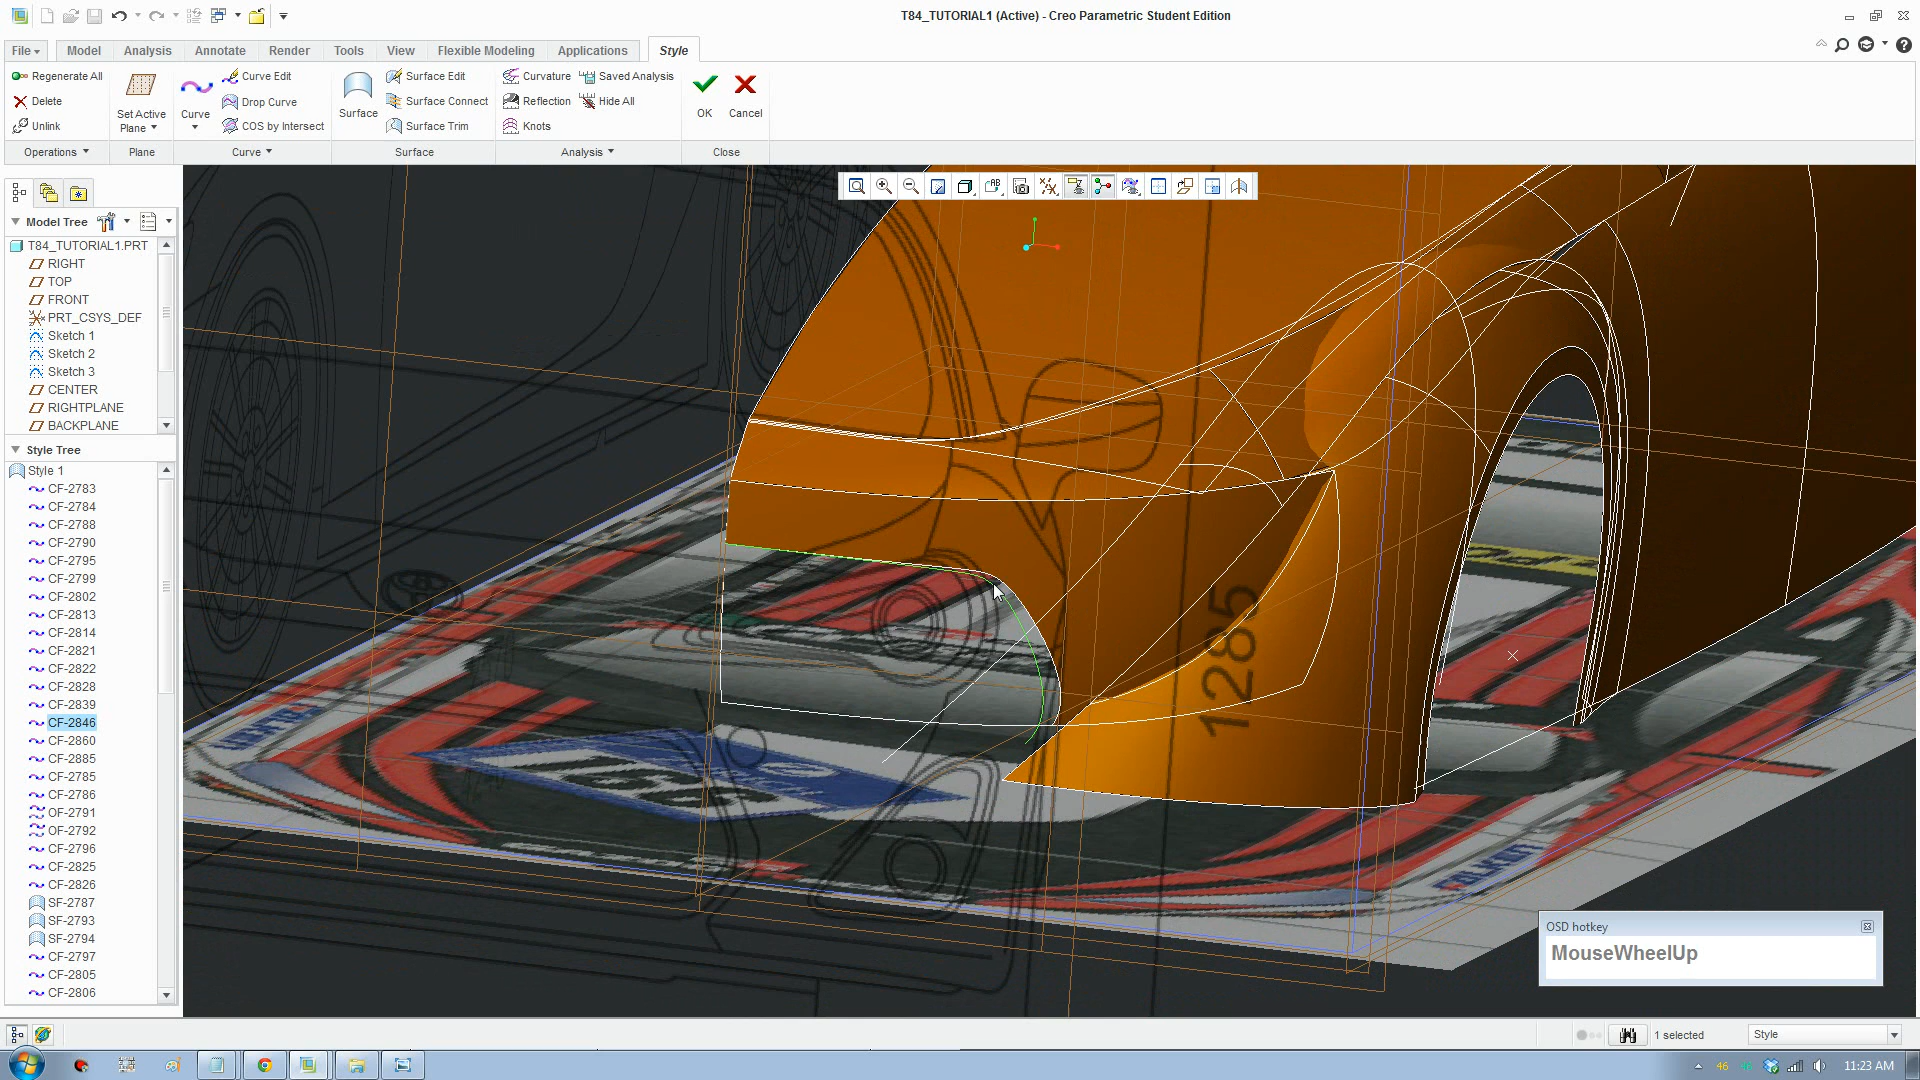 T84_TUTORIAL1 (Active) - Creo Parametric Student Edition
File
Model
Analysis
Annotate
Render
Tools
View
Flexible Modeling
Applications
Style
Regenerate All
Delete
Unlink
Set Active Plane
Curve
Curve Edit
Drop Curve
COS by Intersect
Surface
Surface Edit
Surface Connect
Surface Trim
Curvature
Reflection
Knots
Saved Analysis
Hide All
OK
Cancel
Operations
Plane
Curve
Surface
Analysis
Close
Model Tree
T84_TUTORIAL1.PRT
RIGHT
TOP
FRONT
PRT_CSYS_DEF
Sketch 1
Sketch 2
Sketch 3
CENTER
RIGHTPLANE
BACKPLANE
Style Tree
Style 1
CF-2783
CF-2784
CF-2788
CF-2790
CF-2795
CF-2799
CF-2802
CF-2813
CF-2814
CF-2821
CF-2822
CF-2828
CF-2839
CF-2846
CF-2860
CF-2885
CF-2785
CF-2786
OF-2791
OF-2792
CF-2796
CF-2825
CF-2826
SF-2787
SF-2793
SF-2794
CF-2797
CF-2805
CF-2806
1285
OSD hotkey
MouseWheelUp
1 selected
Style
46
11:23 AM